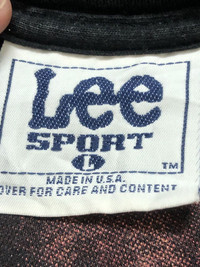 Lee
SPORT
L
TM
MADE IN U.S.A.
OVER FOR CARE AND CONTENT